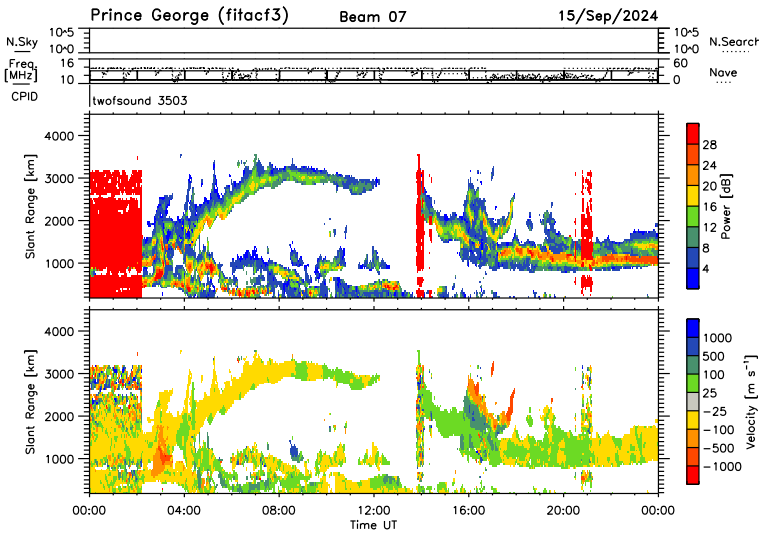 Prince George (fitacf3) Beam 07 15/Sep/2024
N.Sky 10^5 10^0 10^5 10^0 N.Search
Freq. [MHz] 16 10 60 0 Nave
CPID twofsound 3503
Slant Range [km] 4000 3000 2000 1000
Power [dB] 28 24 20 16 12 8 4
Slant Range [km] 4000 3000 2000 1000
Velocity [m s⁻¹] 1000 500 100 25 −25 −100 −500 −1000
00:00 04:00 08:00 12:00 16:00 20:00 00:00
Time UT